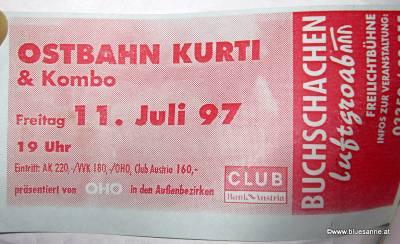 OSTBAHN KURTI
& Kombo
Freitag 11. Juli 97
19 Uhr
Eintritt: AK 220,-/VVK 180,-/OHO, Club Austria 160,-
präsentiert von OHO in den Außenbezirken
CLUB
Bank Austria
BUCHSCHACHEN
luftgroabn
FREILICHTBÜHNE
INFOS ZUR VERANSTALTUNG:
©www.bluesanne.at